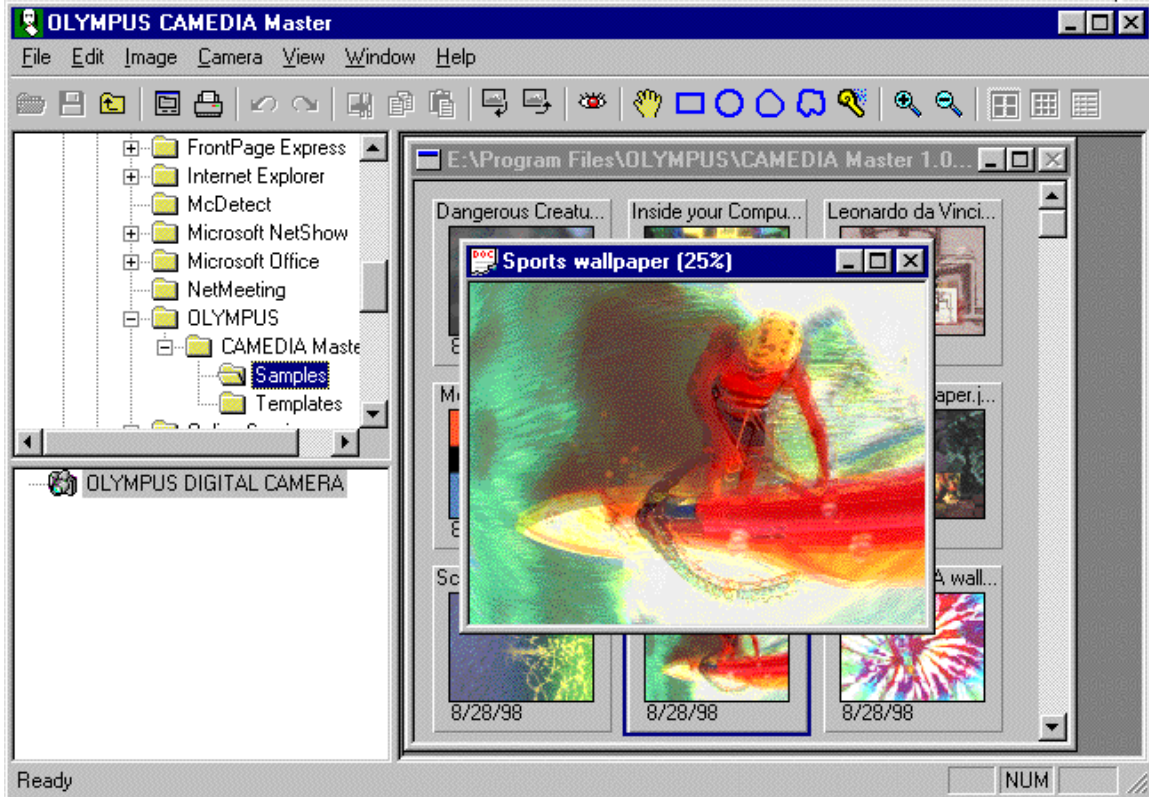 OLYMPUS CAMEDIA Master
File Edit Image Camera View Window Help
FrontPage Express
Internet Explorer
McDetect
Microsoft NetShow
Microsoft Office
NetMeeting
OLYMPUS
CAMEDIA Maste
Samples
Templates
OLYMPUS DIGITAL CAMERA
E:\Program Files\OLYMPUS\CAMEDIA Master 1.0...
Dangerous Creatu... Inside your Compu... Leonardo da Vinci...
DOC Sports wallpaper (25%)
aper.j...
A wall...
8/28/98 8/28/98 8/28/98
Ready NUM